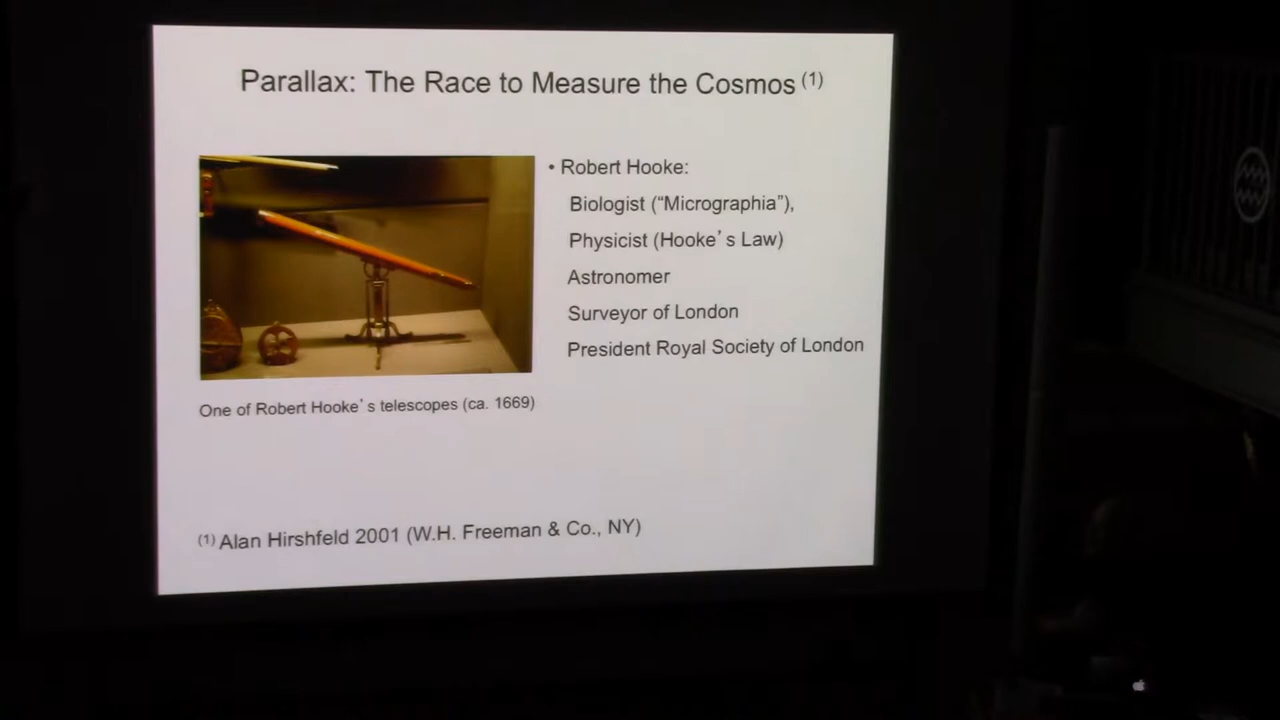 Parallax: The Race to Measure the Cosmos (1)
• Robert Hooke:
Biologist (“Micrographia”),
Physicist (Hooke’s Law)
Astronomer
Surveyor of London
President Royal Society of London
One of Robert Hooke’s telescopes (ca. 1669)
(1) Alan Hirshfeld 2001 (W.H. Freeman & Co., NY)